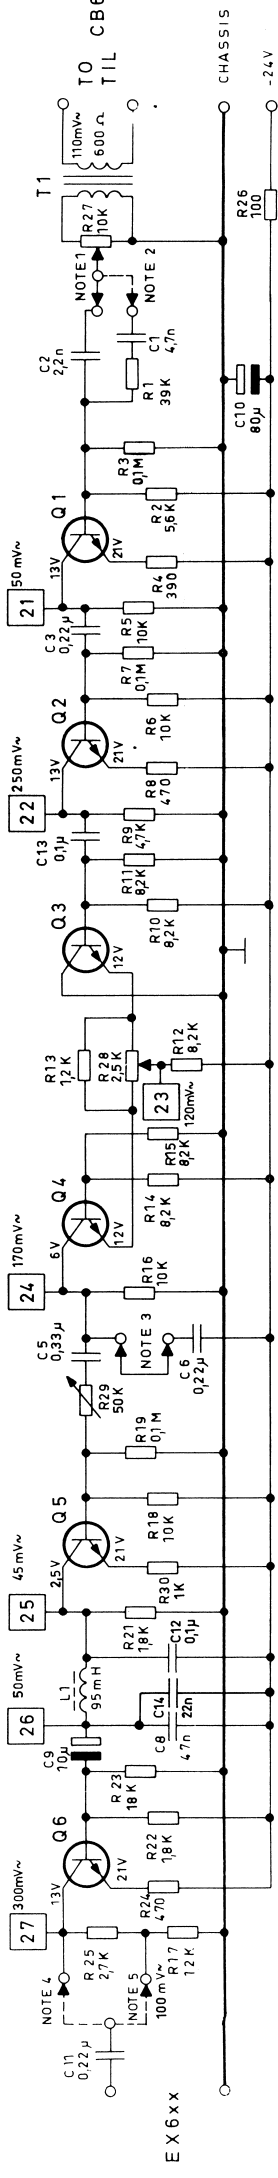 CB6
TO
TIL
CHASSIS
-24V
110mV~
600 Ω
T1
R27
10K
NOTE 1
NOTE 2
R26
100
C2
2,2n
C1
4,7n
R1
39K
C10
80µ
R3
0,1M
R2
5,6K
Q1
13V
21V
R4
390
50mV~
21
C3
0,22µ
R5
10K
R7
0,1M
R6
10K
Q2
13V
21V
R8
470
250mV~
22
C13
0,1µ
R9
4,7K
R11
8,2K
R10
8,2K
Q3
12V
R13
1,2K
R28
2,5K
R12
8,2K
23
120mV~
R15
8,2K
R14
8,2K
Q4
6V
12V
170mV~
24
R16
10K
C5
0,33µ
NOTE 3
C6
0,22µ
R29
50K
R19
0,1M
R18
10K
Q5
2,5V
21V
R30
1K
45mV~
25
R21
1,8K
C12
0,1µ
L1
95mH
C14
22n
C8
47n
50mV~
26
C9
10µ
R23
18K
R22
1,8K
Q6
13V
21V
R24
470
300mV~
27
R25
2,7K
R17
1,2K
NOTE 4
NOTE 5
100mV~
C11
0,22µ
EX6xx